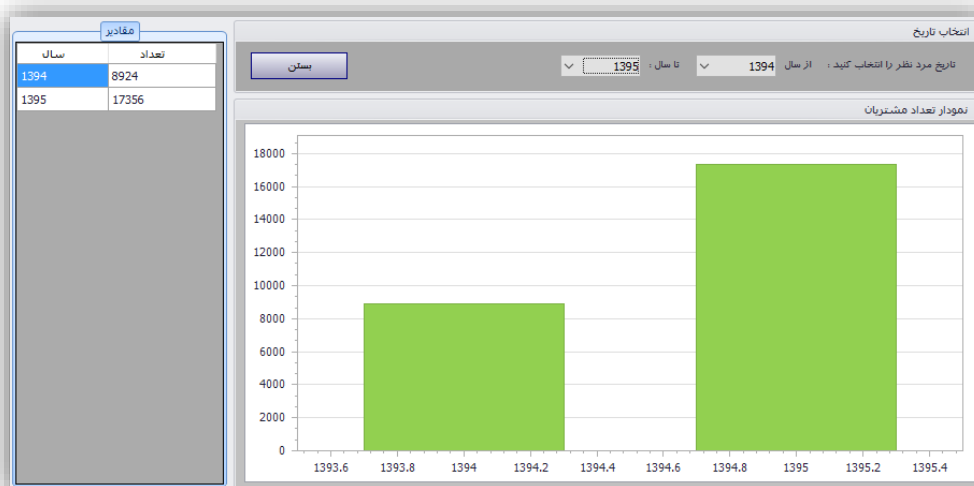 انتخاب تاریخ
تاریخ مرد نظر را انتخاب کنید : از سال 1394 تا سال : 1395 بستن
مقادیر
سال تعداد
1394 8924
1395 17356
نمودار تعداد مشتریان
18000
16000
14000
12000
10000
8000
6000
4000
2000
0
1393.6 1393.8 1394 1394.2 1394.4 1394.6 1394.8 1395 1395.2 1395.4